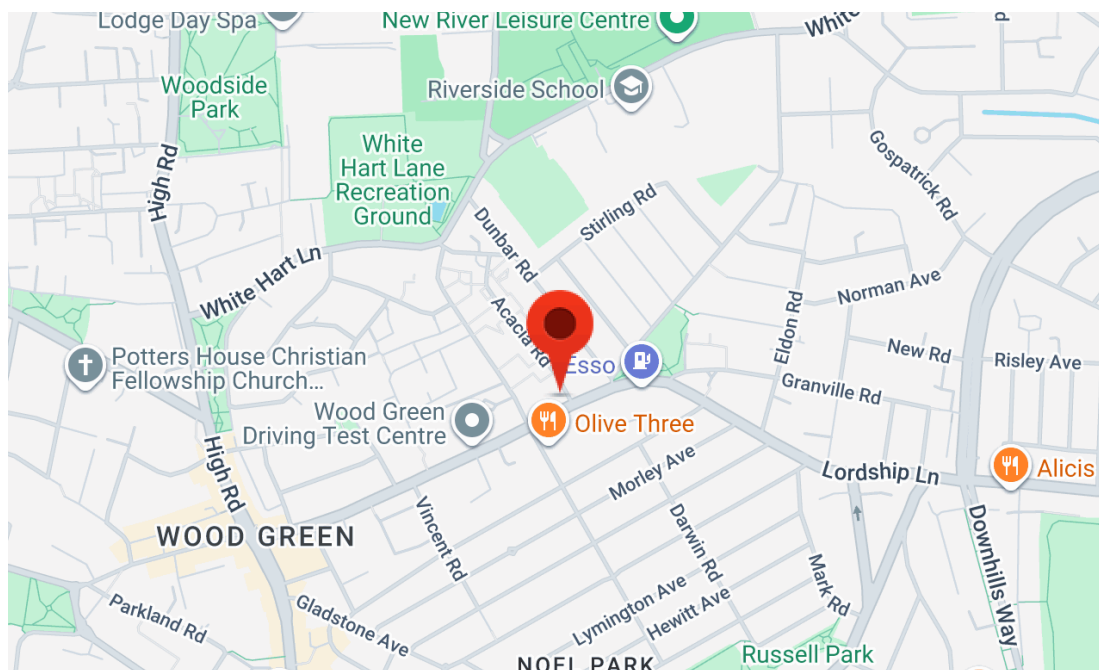 Lodge Day Spa
New River Leisure Centre
White
Woodside
Park
Riverside School
White
Hart Lane
Recreation
Ground
High Rd
Gospatrick Rd
Stirling Rd
Dunbar Rd
White Hart Ln
Norman Ave
Acacia Rd
Eldon Rd
New Rd
Risley Ave
Potters House Christian
Fellowship Church...
Esso
Granville Rd
Wood Green
Driving Test Centre
Olive Three
High Rd
Morley Ave
Lordship Ln
Alicis
WOOD GREEN
Vincent Rd
Darwin Rd
Downhills Way
Mark Rd
Parkland Rd
Gladstone Ave
Lymington Ave
Hewitt Ave
Russell Park
NOEL PARK